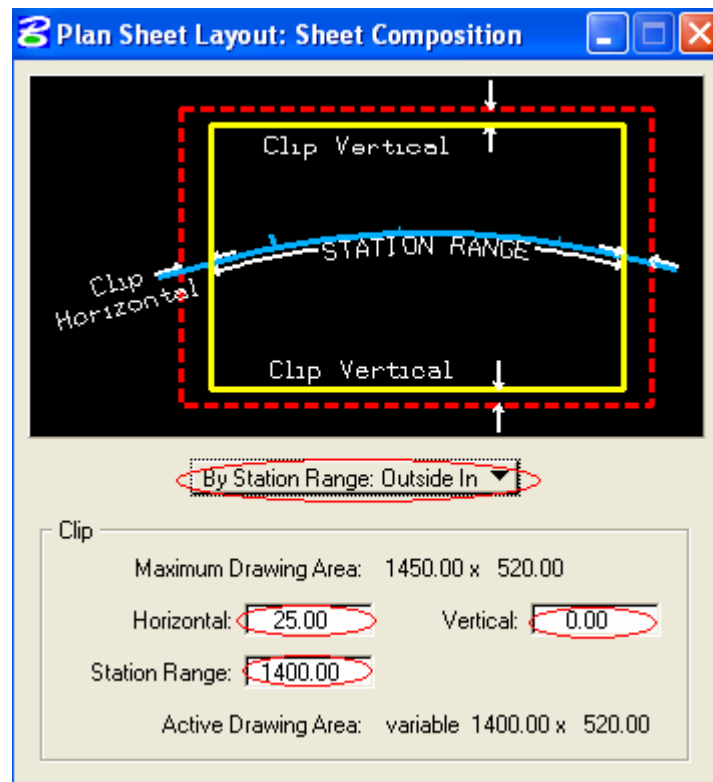 Plan Sheet Layout: Sheet Composition
Clip Vertical
STATION RANGE
Clip
Horizontal
Clip Vertical
By Station Range: Outside In
Clip
Maximum Drawing Area: 1450.00 x 520.00
Horizontal: 25.00 Vertical: 0.00
Station Range: 1400.00
Active Drawing Area: variable 1400.00 x 520.00